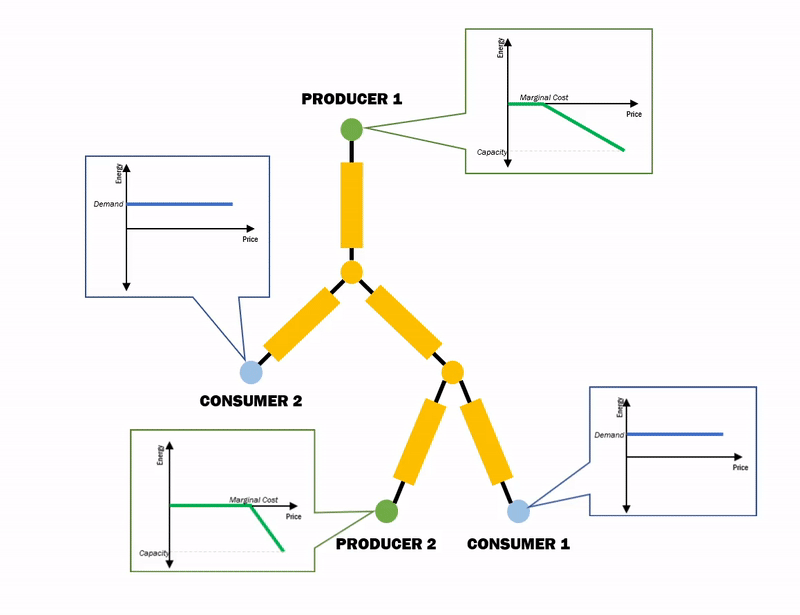 Energy
Marginal Cost
Price
Capacity
PRODUCER 1
Energy
Demand
Price
CONSUMER 2
Energy
Demand
Price
Energy
Marginal Cost
Price
Capacity
PRODUCER 2
CONSUMER 1